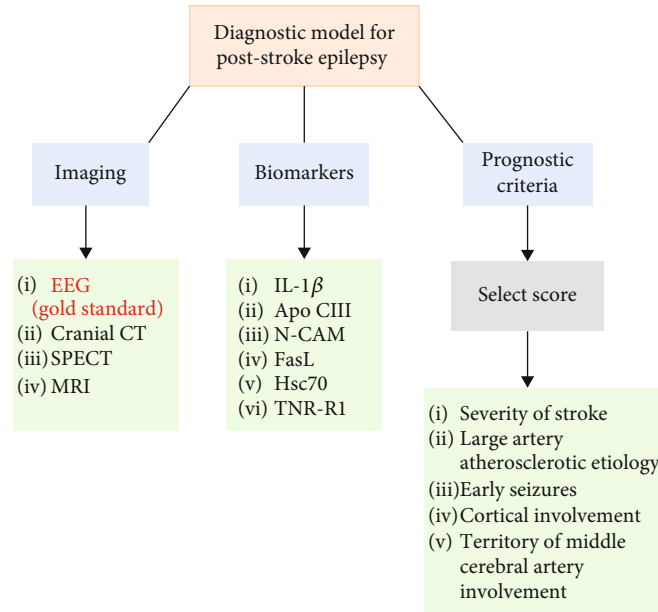 Diagnostic model for
post-stroke epilepsy
Imaging
(i) EEG
(gold standard)
(ii) Cranial CT
(iii) SPECT
(iv) MRI
Biomarkers
(i) IL-1β
(ii) Apo CIII
(iii) N-CAM
(iv) FasL
(v) Hsc70
(vi) TNR-R1
Prognostic
criteria
Select score
(i) Severity of stroke
(ii) Large artery
atherosclerotic etiology
(iii) Early seizures
(iv) Cortical involvement
(v) Territory of middle
cerebral artery
involvement